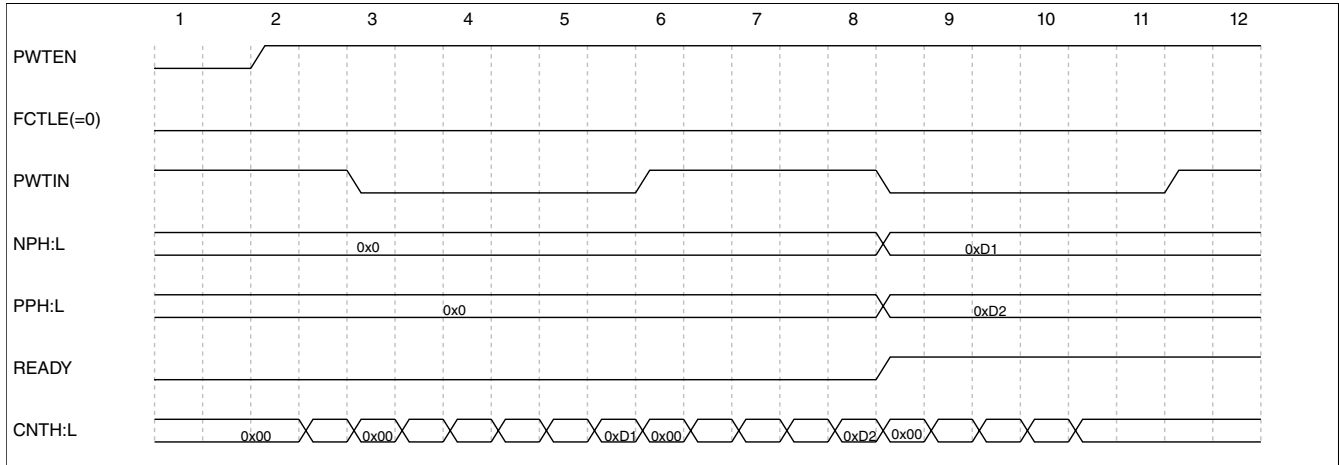 1 2 3 4 5 6 7 8 9 10 11 12
PWTEN
FCTLE(=0)
PWTIN
NPH:L 0x0 0xD1
PPH:L 0x0 0xD2
READY
CNTH:L 0x00 0x00 0xD1 0x00 0xD2 0x00